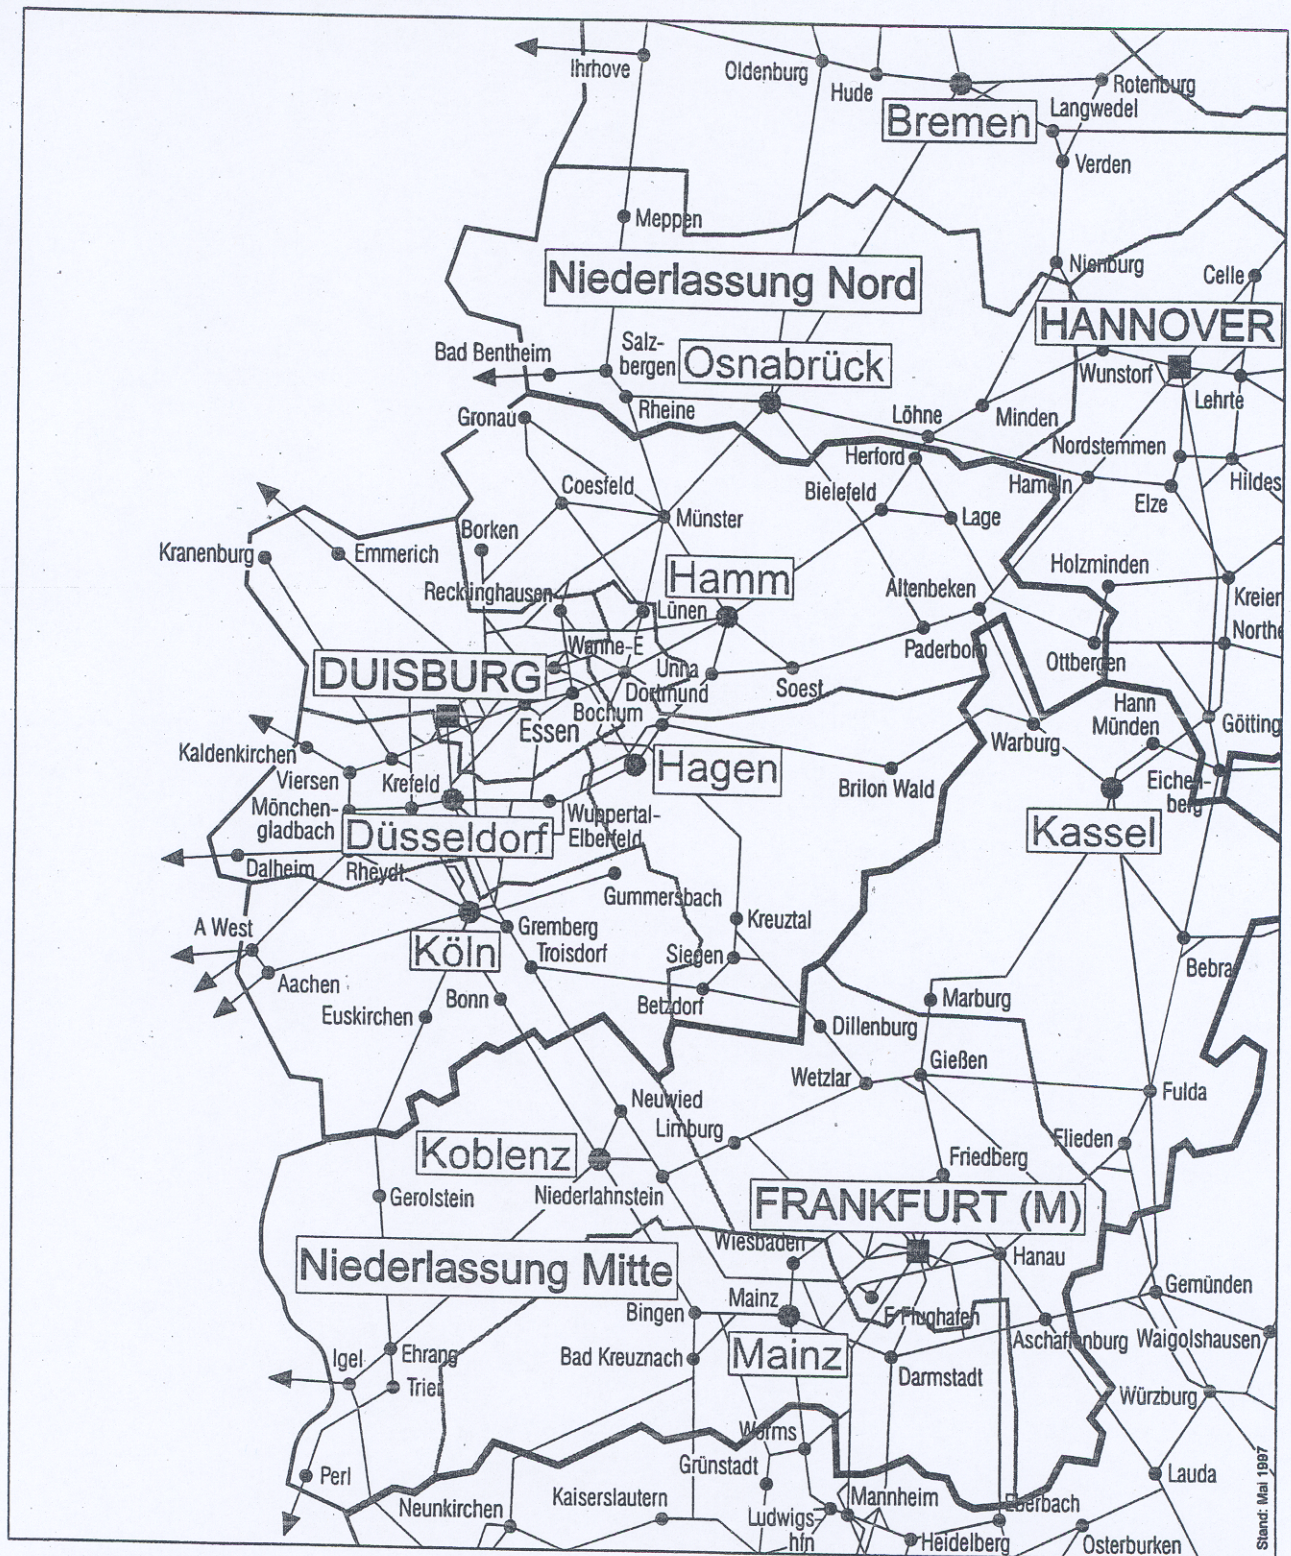 Ihrhove
Oldenburg
Hude
Rotenburg
Langwedel
Bremen
Verden
Meppen
Nienburg
Celle
Niederlassung Nord
HANNOVER
Bad Bentheim
Salz-
bergen
Osnabrück
Wunstorf
Lehrte
Rheine
Gronau
Löhne
Minden
Nordstemmen
Herford
Hameln
Elze
Hildes
Coesfeld
Bielefeld
Lage
Münster
Borken
Kranenburg
Emmerich
Hamm
Holzminden
Recklinghausen
Lünen
Altenbeken
Kreien
Wanne-E
Paderborn
Ottbergen
Northe
DUISBURG
Unna
Dortmund
Soest
Bochum
Hann
Münden
Götting
Essen
Kaldenkirchen
Viersen
Krefeld
Hagen
Warburg
Brilon Wald
Eichen-
berg
Mönchen-
gladbach
Wuppertal-
Elberfeld
Düsseldorf
Kassel
Dalheim
Rheydt
Gummersbach
A West
Gremberg
Kreuztal
Köln
Troisdorf
Siegen
Bebra
Aachen
Bonn
Betzdorf
Marburg
Euskirchen
Dillenburg
Gießen
Wetzlar
Fulda
Neuwied
Limburg
Flieden
Koblenz
Friedberg
Gerolstein
Niederlahnstein
FRANKFURT (M)
Wiesbaden
Hanau
Niederlassung Mitte
Gemünden
Bingen
Mainz
F Flughafen
Aschaffenburg
Waigolshausen
Igel
Ehrang
Bad Kreuznach
Mainz
Darmstadt
Trier
Würzburg
Worms
Grünstadt
Perl
Lauda
Neunkirchen
Kaiserslautern
Ludwigs-
hfn
Mannheim
Eberbach
Heidelberg
Osterburken
Stand: Mai 1997